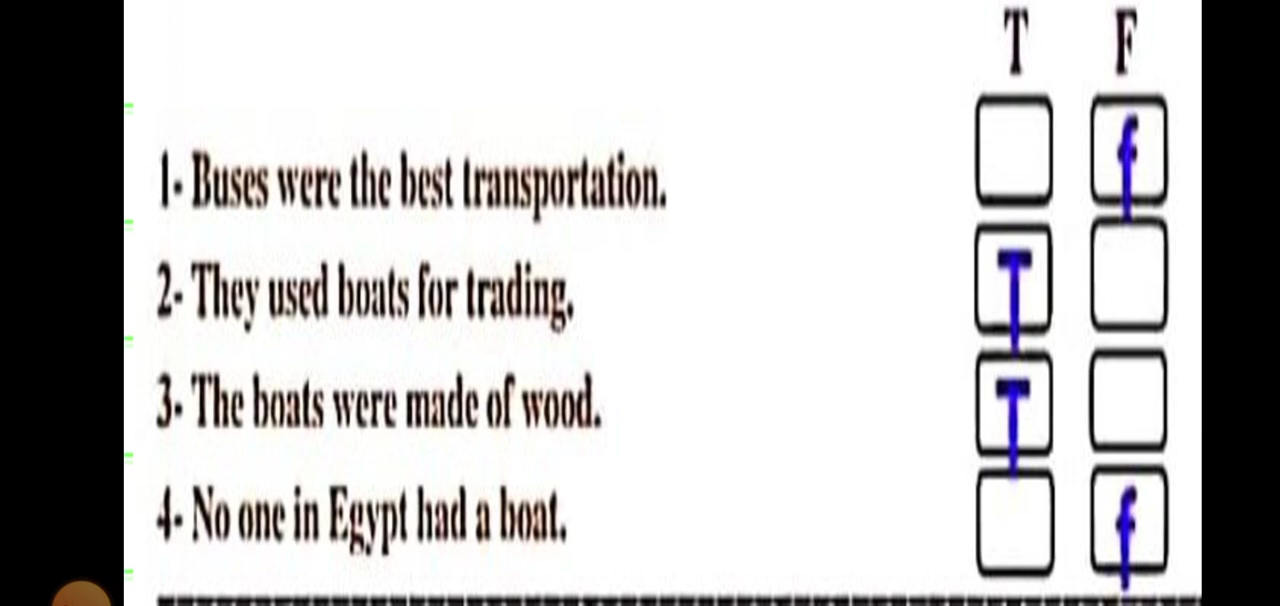 T F
1- Buses were the best transportation. f
2- They used boats for trading. T
3- The boats were made of wood. T
4- No one in Egypt had a boat. f